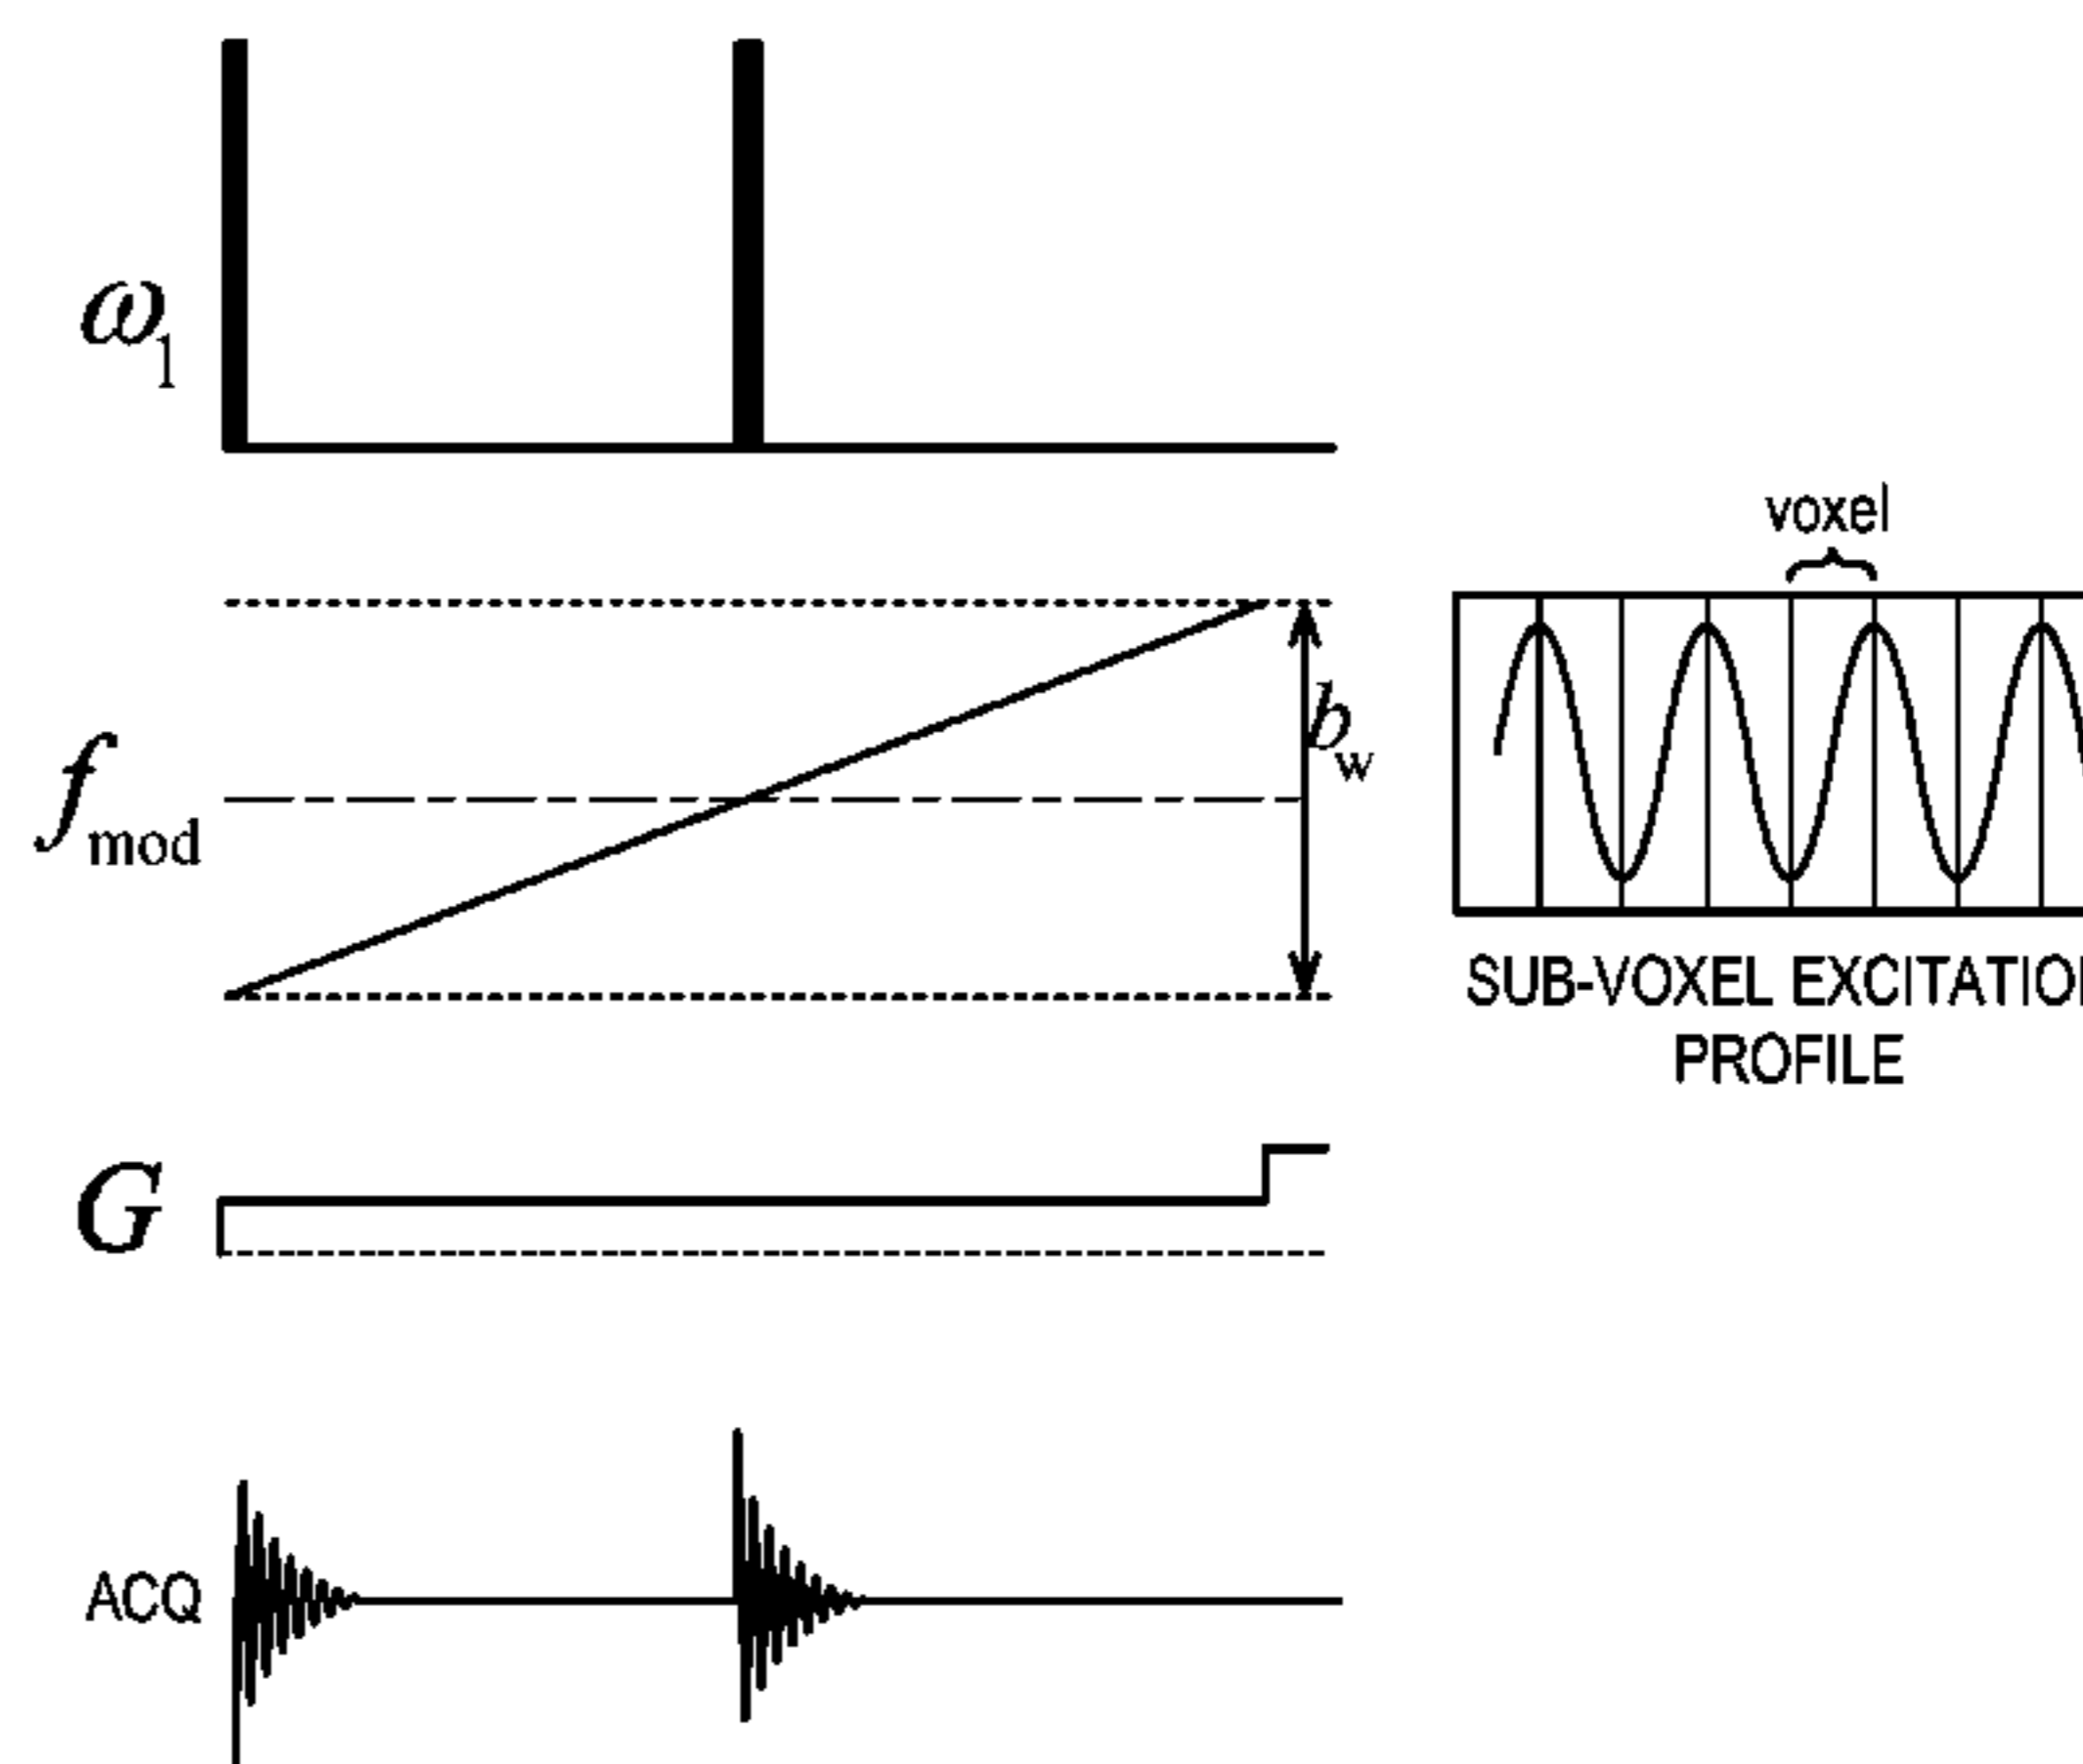 ω1
voxel
bw
fmod
SUB-VOXEL EXCITATIO
PROFILE
G
ACQ